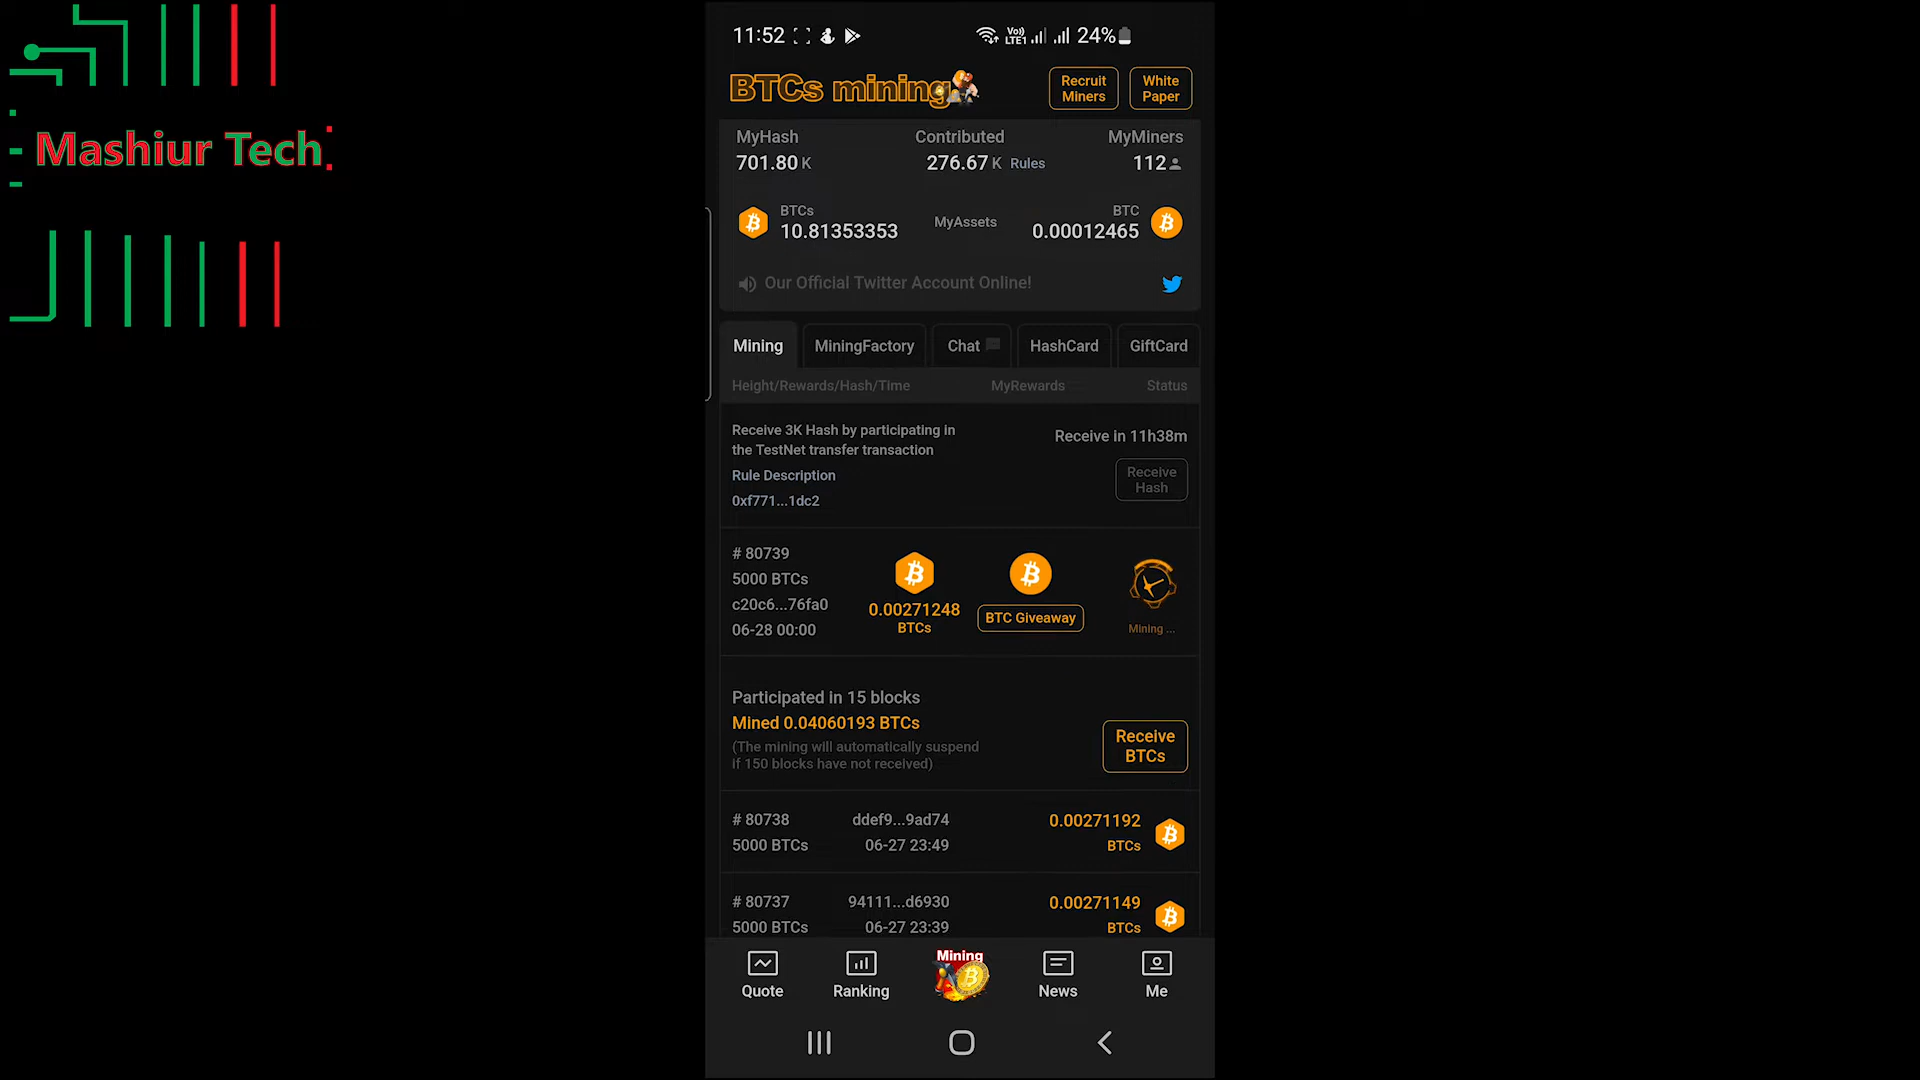 Mashiur Tech
11:52 Vo) LTE1 24%
BTCs mining
Recruit Miners
White Paper
MyHash Contributed MyMiners
701.80 K 276.67 K Rules 112
BTCs MyAssets BTC
10.81353353 0.00012465
Our Official Twitter Account Online!
Mining MiningFactory Chat HashCard GiftCard
Height/Rewards/Hash/Time MyRewards Status
Receive 3K Hash by participating in
the TestNet transfer transaction
Rule Description
0xf771...1dc2
Receive in 11h38m
Receive
Hash
# 80739
5000 BTCs
c20c6...76fa0
06-28 00:00
0.00271248
BTCs
BTC Giveaway
Mining ...
Participated in 15 blocks
Mined 0.04060193 BTCs
(The mining will automatically suspend
if 150 blocks have not received)
Receive
BTCs
# 80738 ddef9...9ad74 0.00271192
5000 BTCs 06-27 23:49 BTCs
# 80737 94111...d6930 0.00271149
5000 BTCs 06-27 23:39 BTCs
Quote Ranking Mining News Me